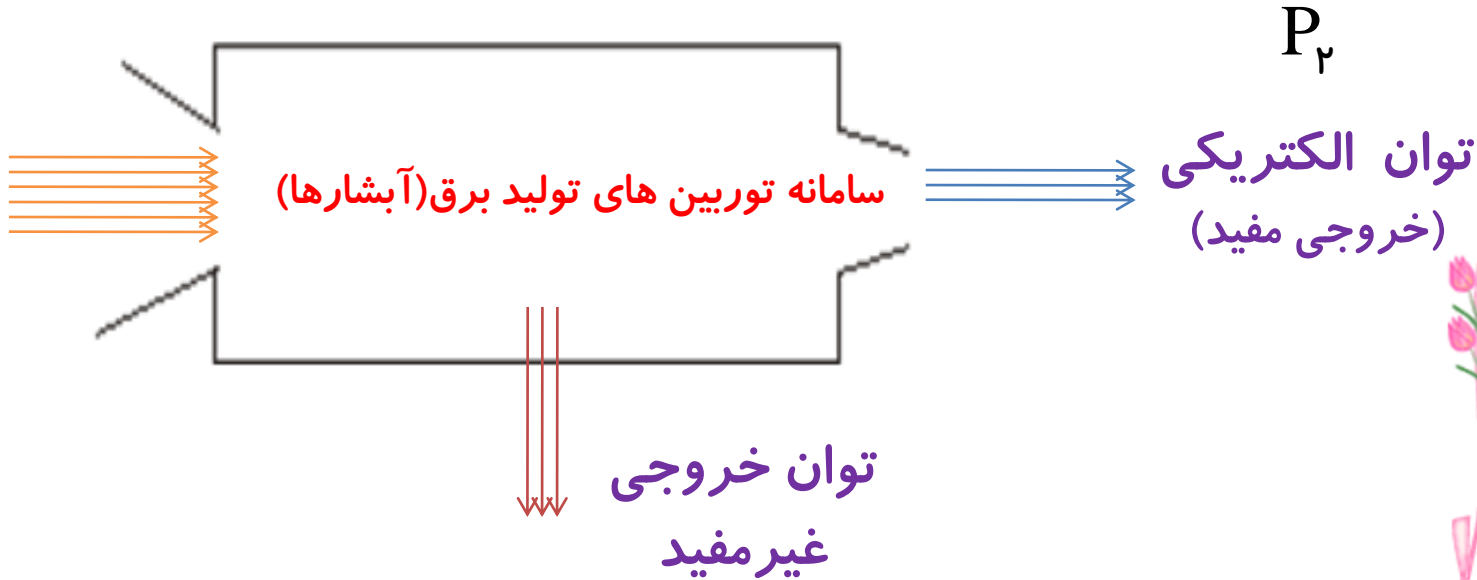 P۲
توان الکتریکی
(خروجی مفید)
سامانه توربین های تولید برق(آبشارها)
توان خروجی
غیرمفید